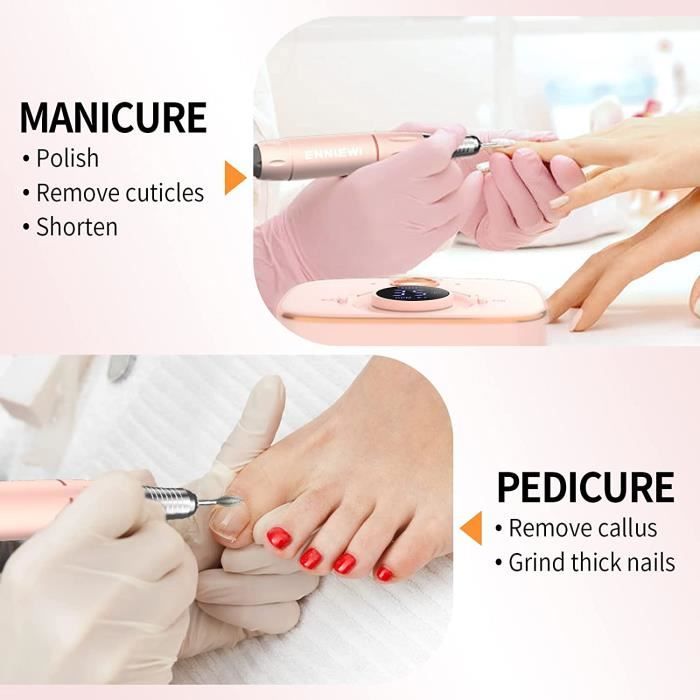 MANICURE
• Polish
• Remove cuticles
• Shorten
ENNIEWI
PEDICURE
• Remove callus
• Grind thick nails